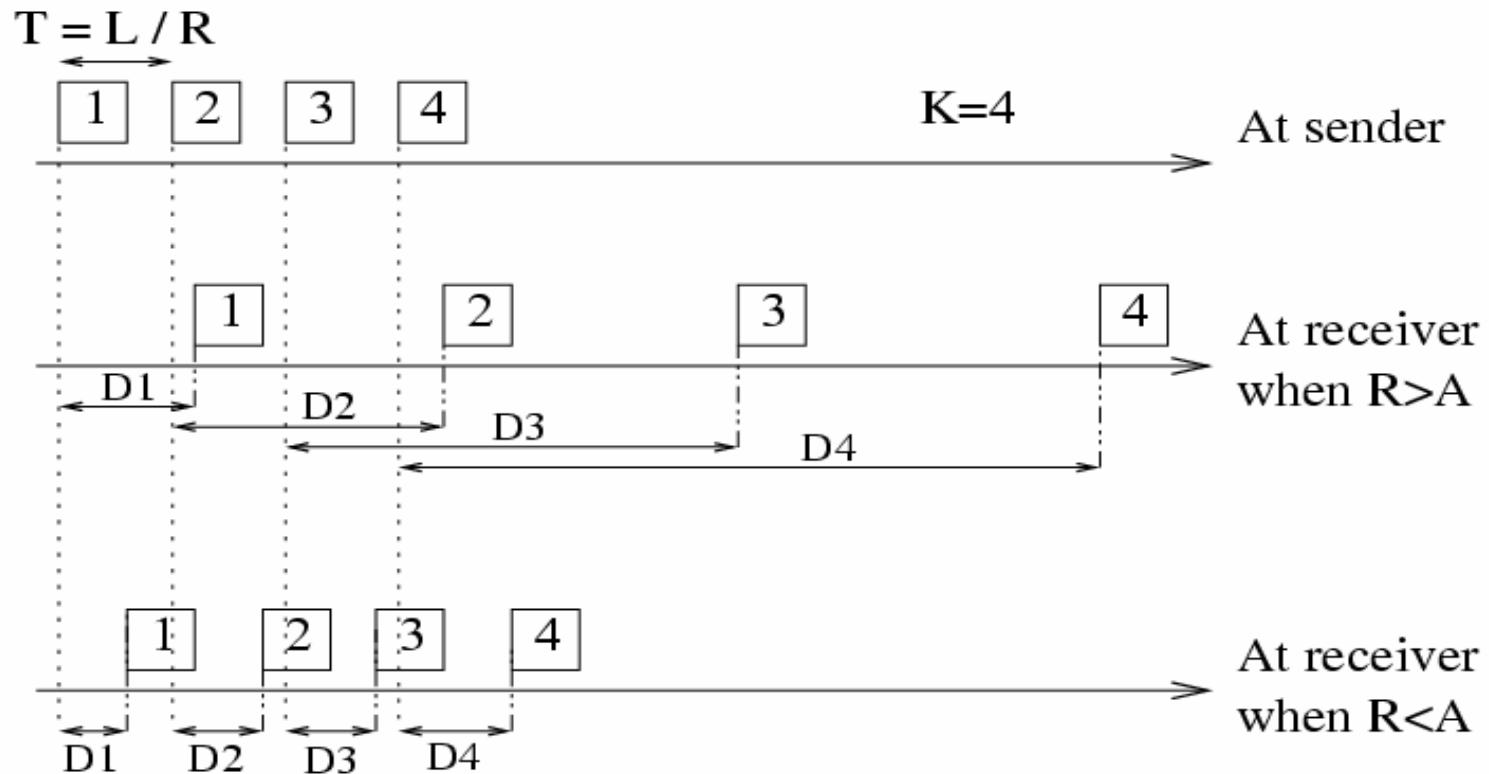 T = L / R
1 2 3 4 K=4 At sender
1 2 3 4 At receiver
when R>A
D1
D2
D3
D4
1 2 3 4 At receiver
when R<A
D1 D2 D3 D4